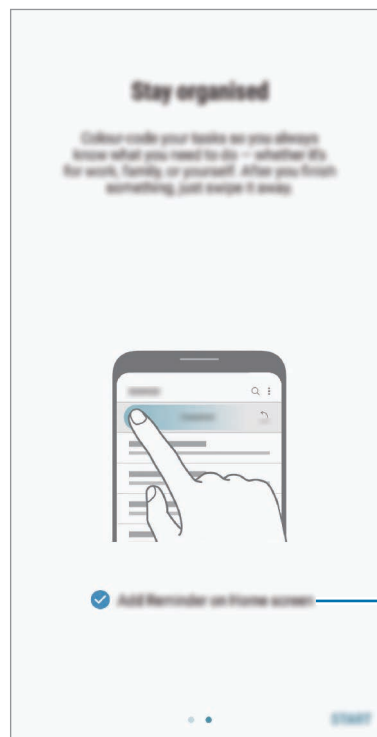 Stay organised
Colour-code your tasks so you always
know what you need to do – whether it's
for work, family, or yourself. After you finish
something, just swipe it away.
Add Reminder on Home screen
START